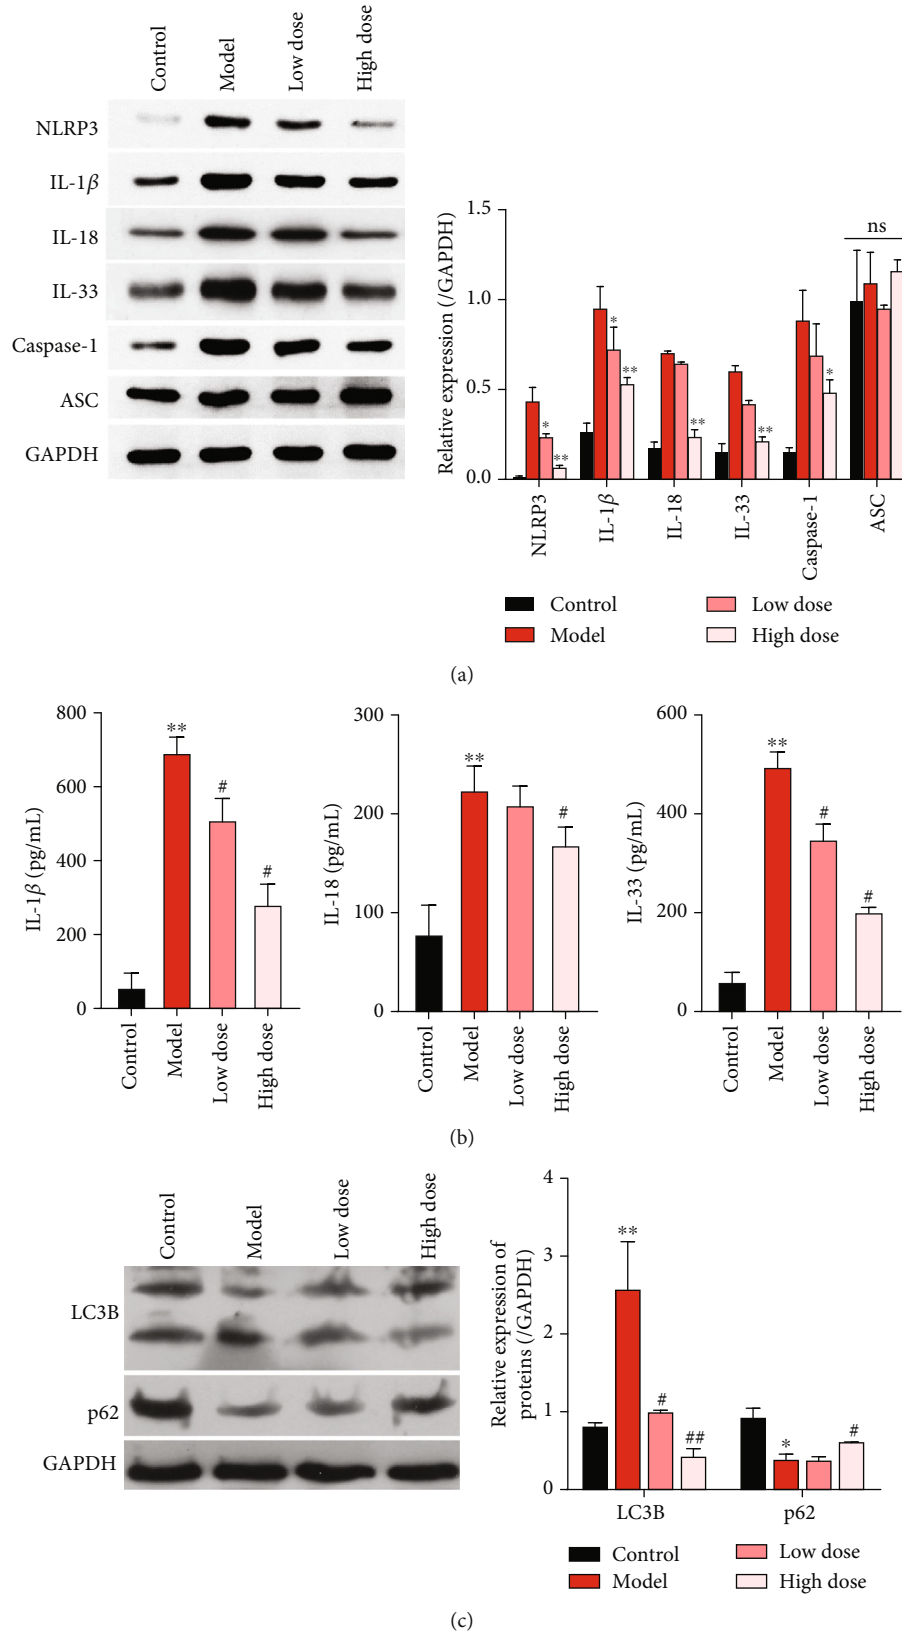 Control
Model
Low dose
High dose
NLRP3
IL-1β
IL-18
IL-33
Caspase-1
ASC
GAPDH
Relative expression (/GAPDH)
1.5
1.0
0.5
0.0
*
**
*
**
**
**
*
ns
NLRP3
IL-1β
IL-18
IL-33
Caspase-1
ASC
Control
Low dose
Model
High dose
(a)
IL-1β (pg/mL)
800
600
400
200
0
**
#
#
Control
Model
Low dose
High dose
IL-18 (pg/mL)
300
200
100
0
**
#
Control
Model
Low dose
High dose
IL-33 (pg/mL)
600
400
200
0
**
#
#
Control
Model
Low dose
High dose
(b)
Control
Model
Low dose
High dose
LC3B
p62
GAPDH
Relative expression of
proteins (/GAPDH)
4
3
2
1
0
**
#
##
*
#
LC3B
p62
Control
Low dose
Model
High dose
(c)